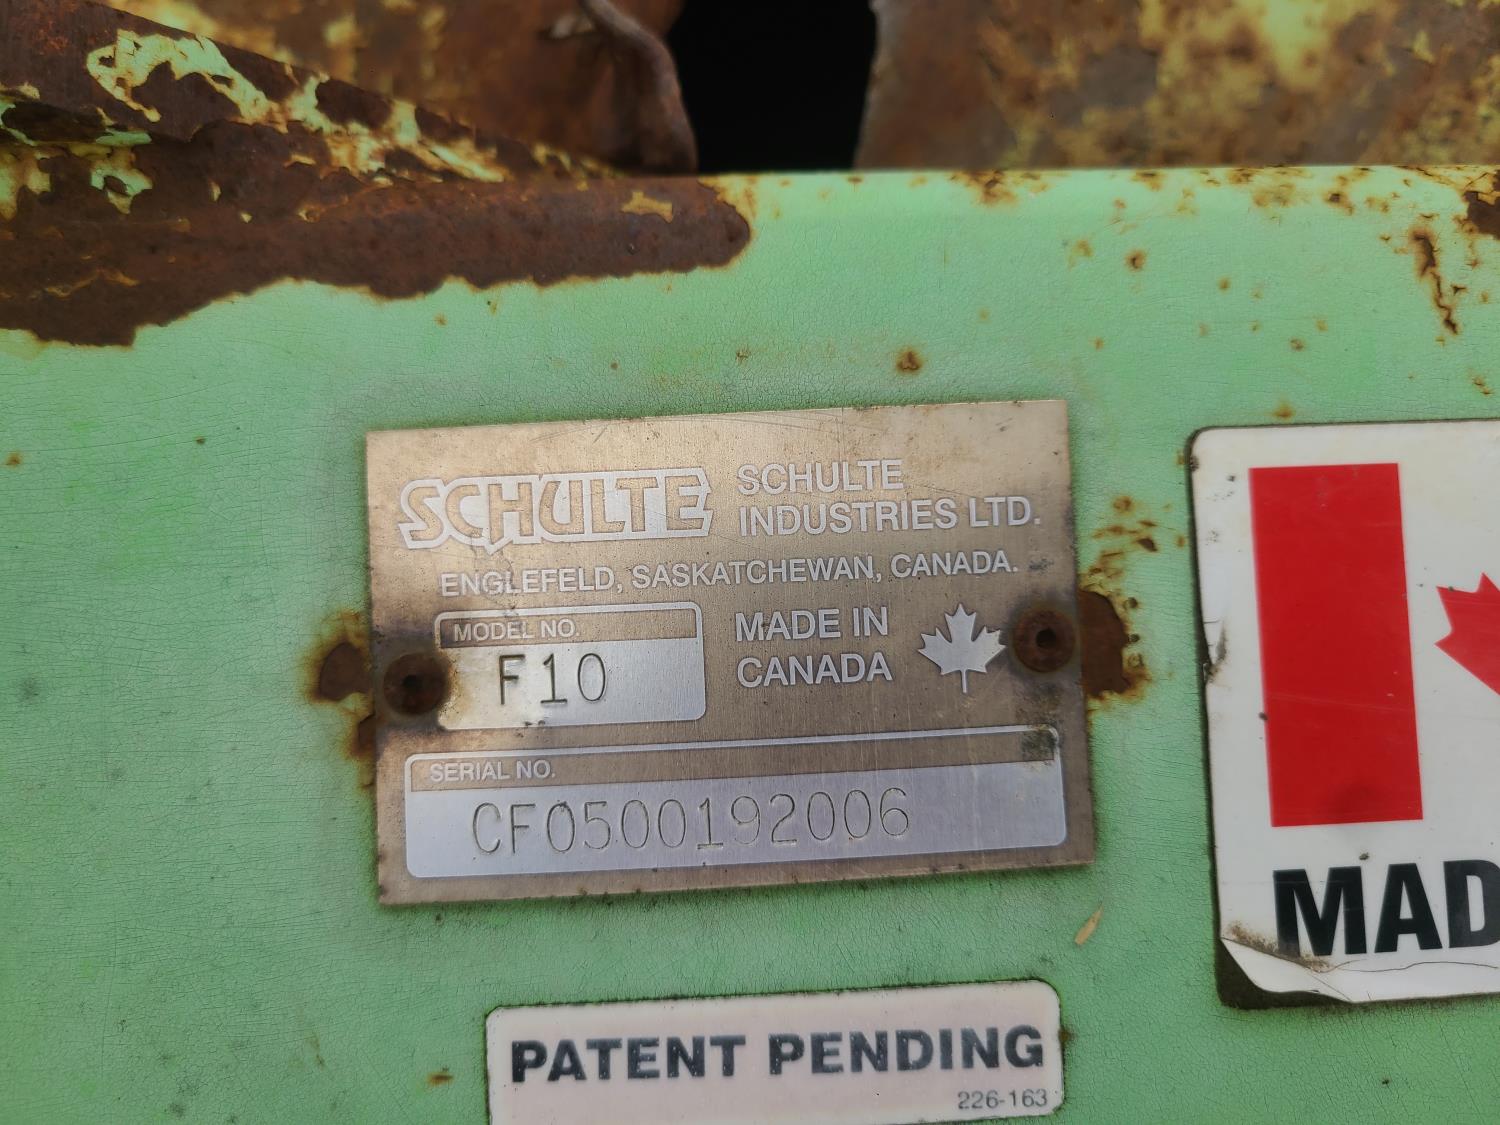 SCHULTE
SCHULTE
INDUSTRIES LTD.
ENGLEFELD, SASKATCHEWAN, CANADA.
MODEL NO.
F10
MADE IN
CANADA
SERIAL NO.
CF0500192006
MAD
PATENT PENDING
226-163